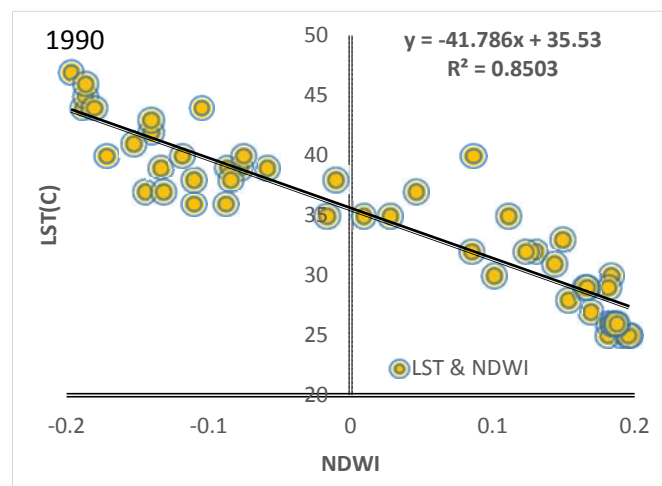 1990
y = -41.786x + 35.53
R² = 0.8503
50
45
40
35
30
25
20
LST(C)
LST & NDWI
-0.2 -0.1 0 0.1 0.2
NDWI